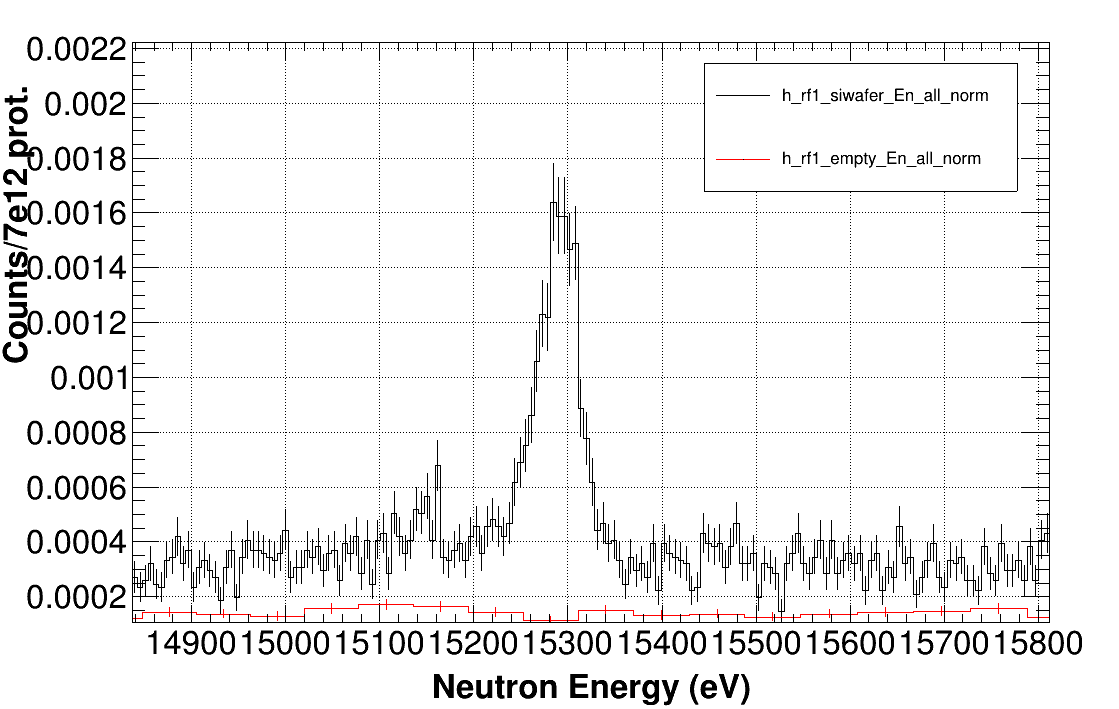 0.0022
0.002
0.0018
0.0016
0.0014
0.0012
0.001
0.0008
0.0006
0.0004
0.0002
Counts/7e12 prot.
h_rf1_siwafer_En_all_norm
h_rf1_empty_En_all_norm
14900 15000 15100 15200 15300 15400 15500 15600 15700 15800
Neutron Energy (eV)